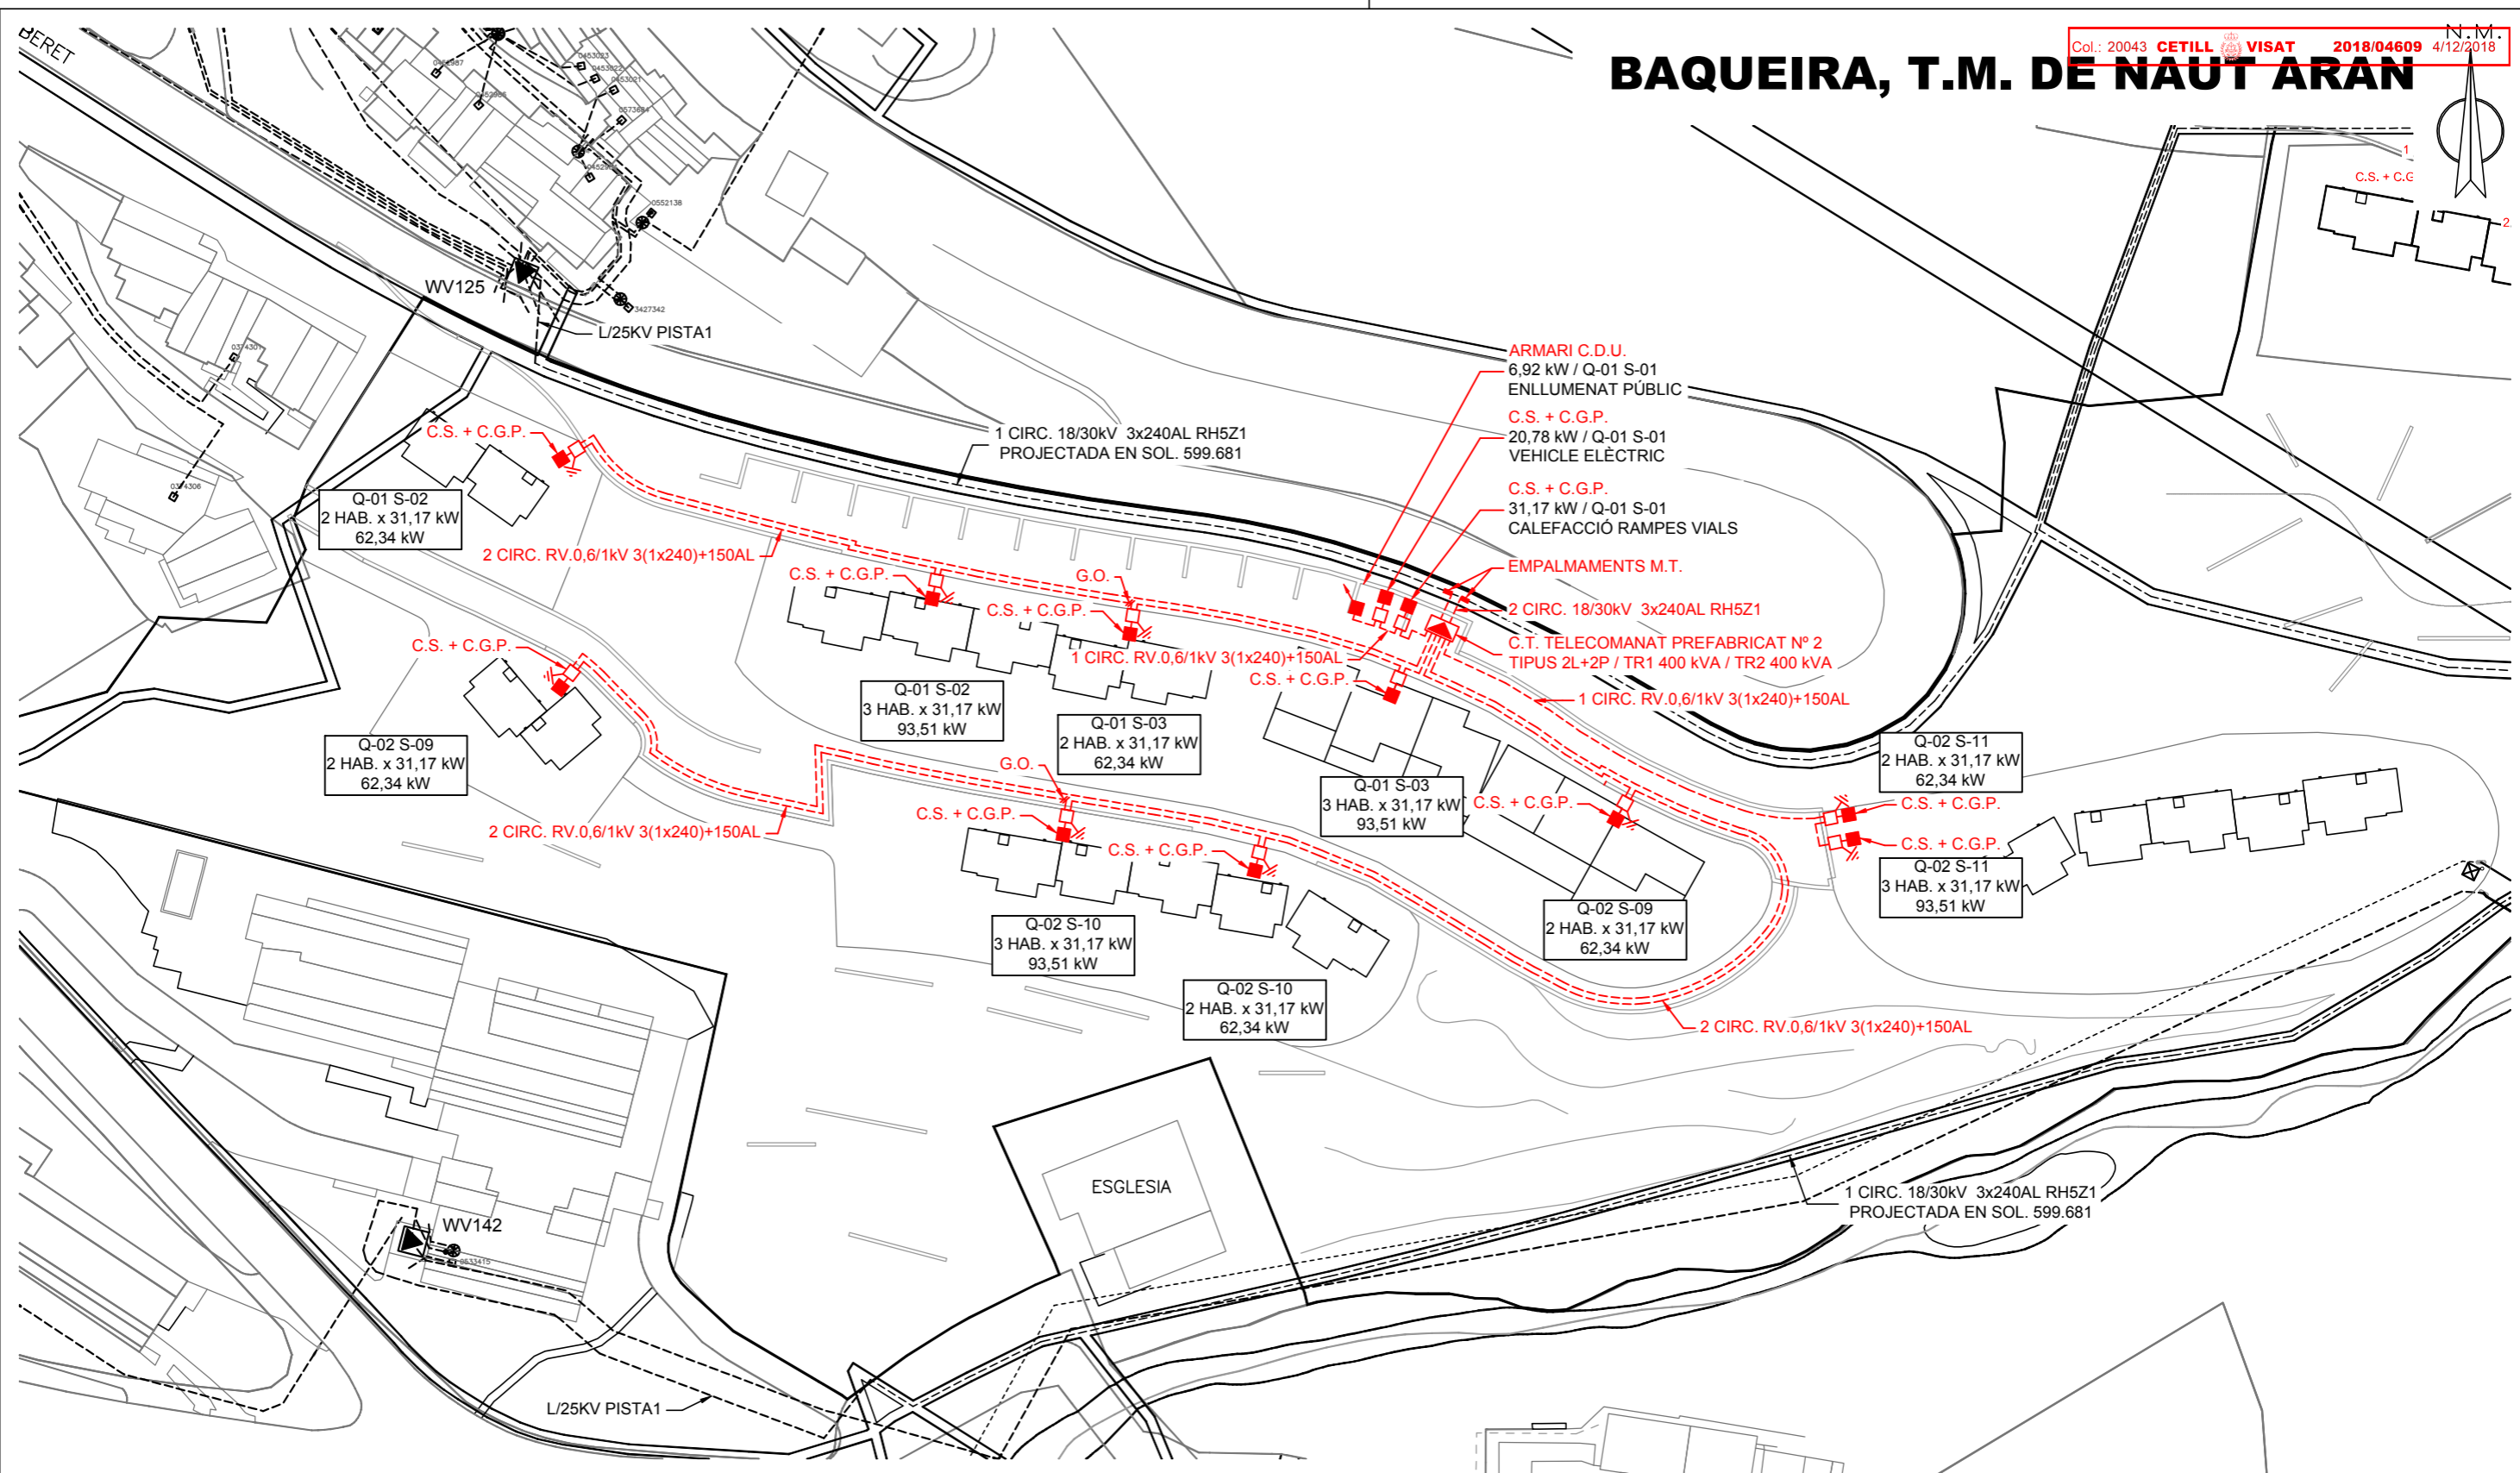 BERET
N.M.
Col.: 20043 CETILL VISAT 2018/04609 4/12/2018
BAQUEIRA, T.M. DE NAUT ARAN
0453023
0453022
0453021
0573684
0552138
3427342
WV125
L/25KV PISTA1
0374301
0374306
1
C.S. + C.G
2
ARMARI C.D.U.
6,92 kW / Q-01 S-01
ENLLUMENAT PÚBLIC
C.S. + C.G.P.
20,78 kW / Q-01 S-01
VEHICLE ELÈCTRIC
C.S. + C.G.P.
31,17 kW / Q-01 S-01
CALEFACCIÓ RAMPES VIALS
EMPALMAMENTS M.T.
2 CIRC. 18/30kV 3x240AL RH5Z1
C.T. TELECOMANAT PREFABRICAT Nº 2
TIPUS 2L+2P / TR1 400 kVA / TR2 400 kVA
1 CIRC. RV.0,6/1kV 3(1x240)+150AL
1 CIRC. 18/30kV 3x240AL RH5Z1
PROJECTADA EN SOL. 599.681
C.S. + C.G.P.
Q-01 S-02
2 HAB. x 31,17 kW
62,34 kW
2 CIRC. RV.0,6/1kV 3(1x240)+150AL
C.S. + C.G.P.
G.O.
C.S. + C.G.P.
1 CIRC. RV.0,6/1kV 3(1x240)+150AL
C.S. + C.G.P.
C.S. + C.G.P.
Q-01 S-02
3 HAB. x 31,17 kW
93,51 kW
Q-01 S-03
2 HAB. x 31,17 kW
62,34 kW
Q-02 S-09
2 HAB. x 31,17 kW
62,34 kW
G.O.
Q-01 S-03
3 HAB. x 31,17 kW
93,51 kW
C.S. + C.G.P.
Q-02 S-11
2 HAB. x 31,17 kW
62,34 kW
C.S. + C.G.P.
C.S. + C.G.P.
Q-02 S-11
3 HAB. x 31,17 kW
93,51 kW
2 CIRC. RV.0,6/1kV 3(1x240)+150AL
C.S. + C.G.P.
C.S. + C.G.P.
Q-02 S-10
3 HAB. x 31,17 kW
93,51 kW
Q-02 S-09
2 HAB. x 31,17 kW
62,34 kW
Q-02 S-10
2 HAB. x 31,17 kW
62,34 kW
2 CIRC. RV.0,6/1kV 3(1x240)+150AL
ESGLESIA
1 CIRC. 18/30kV 3x240AL RH5Z1
PROJECTADA EN SOL. 599.681
WV142
L/25KV PISTA1